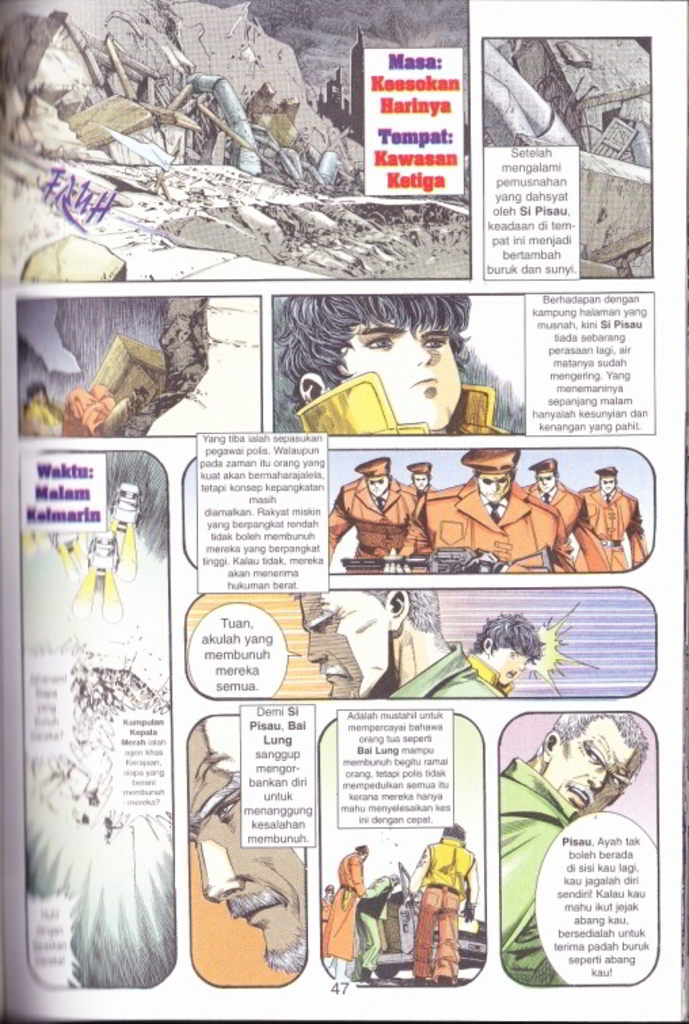 Masa:
Keesokan
Harinya
Tempat:
Kawasan
Ketiga
Setelah
mengalami
pemusnahan
yang dahsyat
oleh Si Pisau,
keadaan di tem-
pat ini menjadi
bertambah
buruk dan sunyi.
Berhadapan dengan
kampung halaman yang
musnah, kini Si Pisau
tiada sebarang
perasaan lagi, air
matanya sudah
mengering. Yang
menemaninya
sepanjang malam
hanyalah kesunyian dan
kenangan yang pahit.
Waktu:
Malam
Kelmarin
Kumpulan
Kepala
Merah ialah
agen khas
Kerajaan,
siapa yang
berani
membunuh
mereka?
Yang tiba ialah sepasukan
pegawai polis. Walaupun
pada zaman itu orang yang
kuat akan bermaharajalela,
tetapi konsep kepangkatan
masih
diamalkan. Rakyat miskin
yang berpangkat rendah
tidak boleh membunuh
mereka yang berpangkat
tinggi. Kalau tidak, mereka
akan menerima
hukuman berat.
Tuan,
akulah yang
membunuh
mereka
semua.
Demi Si
Pisau, Bai
Lung
sanggup
mengor-
bankan diri
untuk
menanggung
kesalahan
membunuh.
Adalah mustahil untuk
mempercayai bahawa
orang tua seperti
Bai Lung mampu
membunuh begitu ramai
orang, tetapi polis tidak
mempedulikan semua itu
kerana mereka hanya
mahu menyelesaikan kes
ini dengan cepat.
Pisau, Ayah tak
boleh berada
di sisi kau lagi,
kau jagalah diri
sendiri! Kalau kau
mahu ikut jejak
abang kau,
bersedialah untuk
terima padah buruk
seperti abang
kau!
47